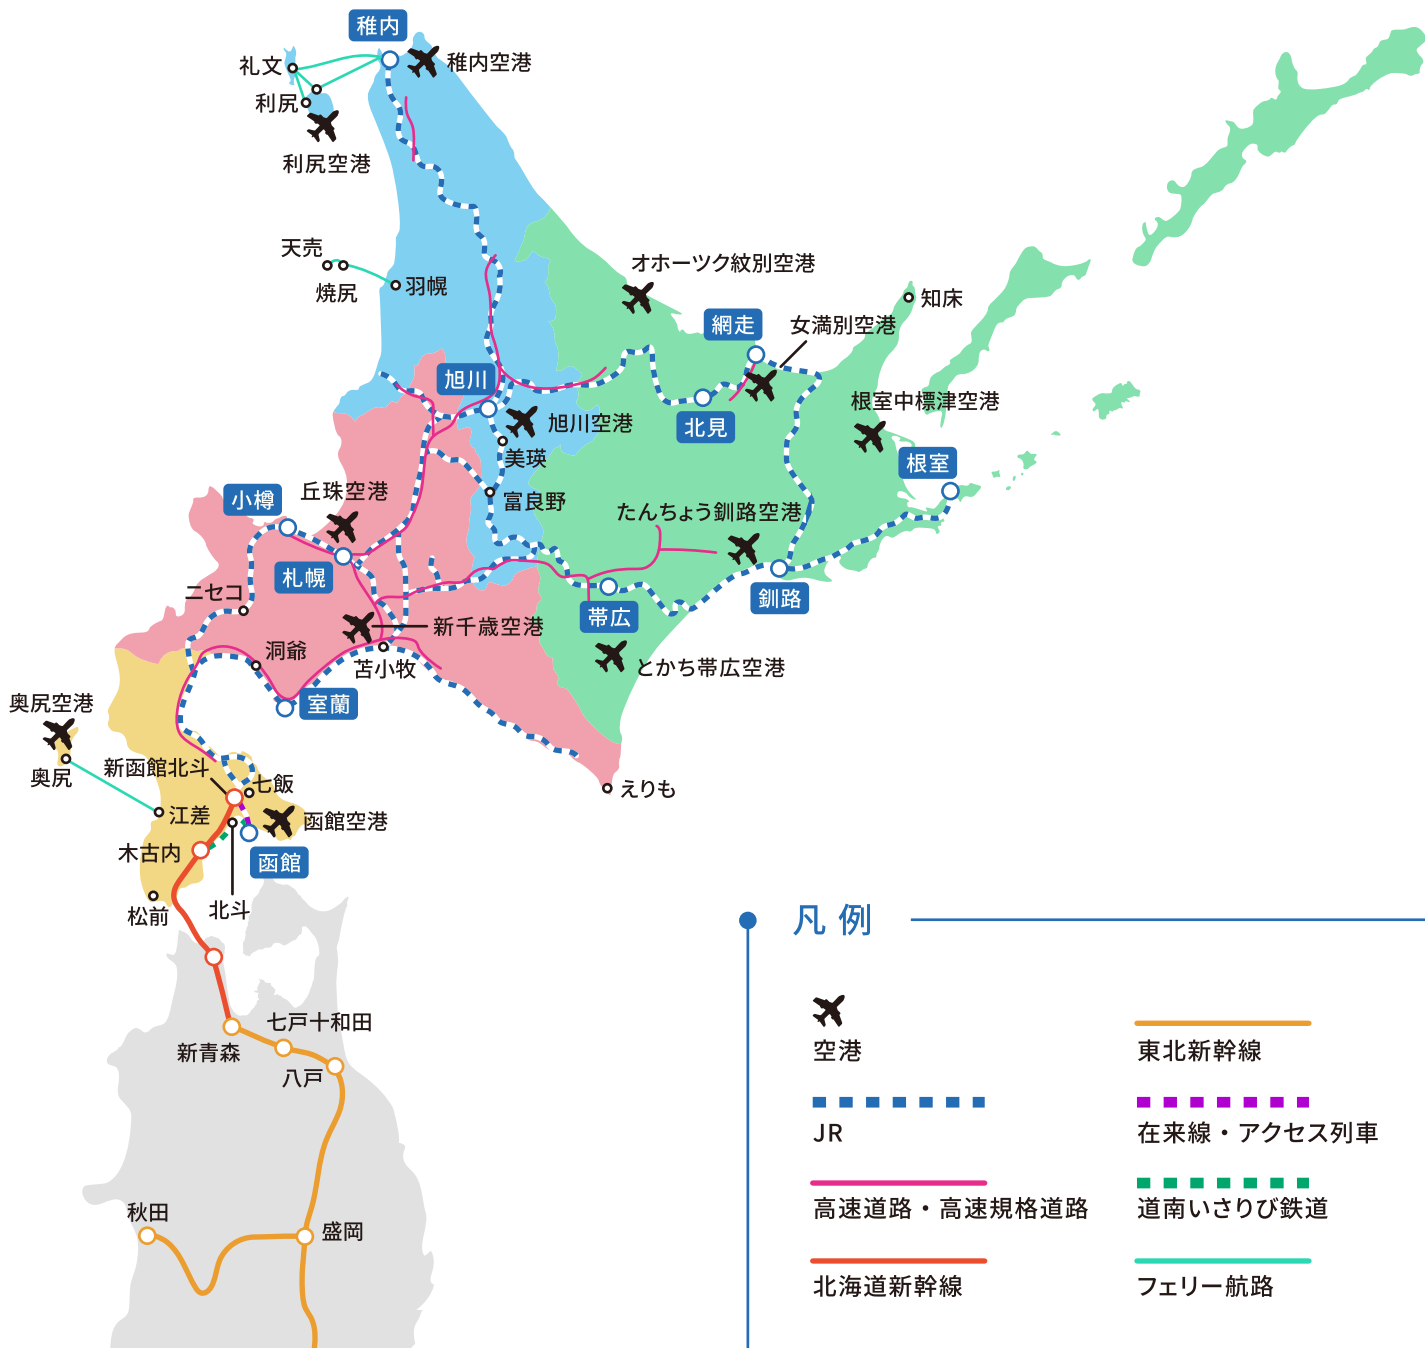 稚内
稚内空港
礼文
利尻
利尻空港
天売
焼尻
羽幌
オホーツク紋別空港
知床
網走
女満別空港
旭川
根室中標津空港
北見
旭川空港
美瑛
根室
丘珠空港
小樽
富良野
たんちょう釧路空港
札幌
釧路
ニセコ
帯広
新千歳空港
洞爺
苫小牧
とかち帯広空港
室蘭
奥尻空港
奥尻
新函館北斗
七飯
えりも
江差
函館空港
木古内
函館
松前
北斗
七戸十和田
新青森
八戸
秋田
盛岡
凡例
空港
東北新幹線
JR
在来線・アクセス列車
高速道路・高速規格道路
道南いさりび鉄道
北海道新幹線
フェリー航路